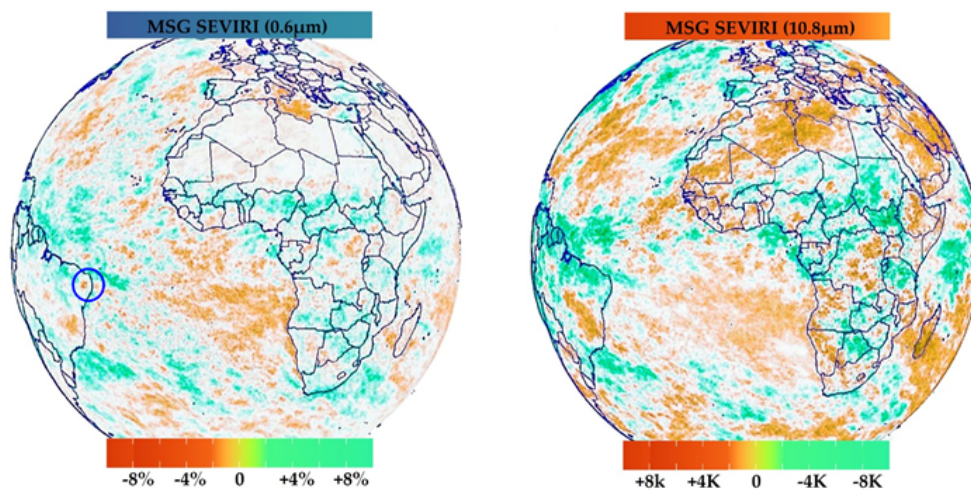 MSG SEVIRI (0.6μm)
MSG SEVIRI (10.8μm)
-8% -4% 0 +4% +8%
+8k +4K 0 -4K -8K